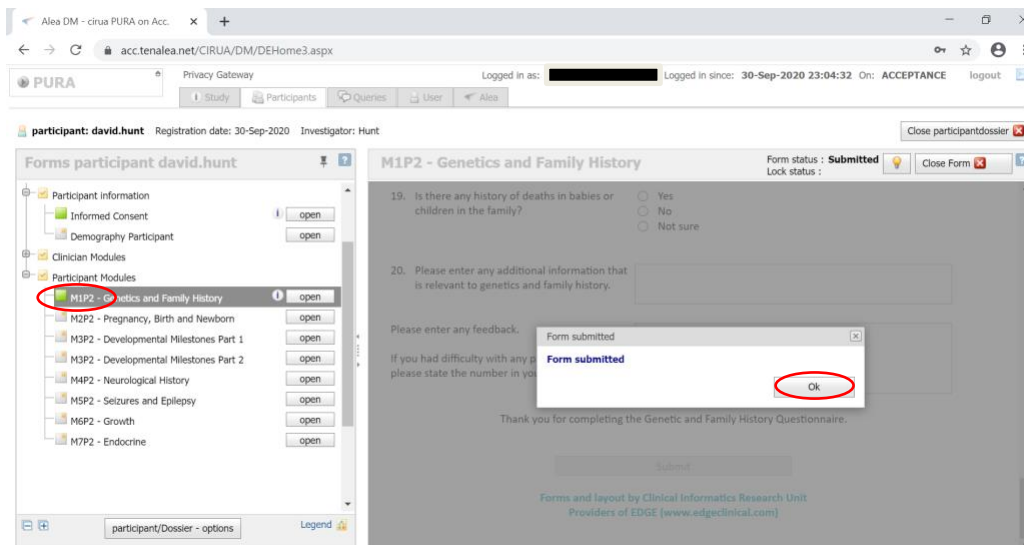 Alea DM - cirua PURA on Acc.
acc.tenalea.net/CIRUA/DM/DEHome3.aspx
PURA
Privacy Gateway
Logged in as:
Logged in since: 30-Sep-2020 23:04:32 On: ACCEPTANCE
logout
Study
Participants
Queries
User
Alea
participant: david.hunt Registration date: 30-Sep-2020 Investigator: Hunt
Close participantdossier
Forms participant david.hunt
Participant information
Informed Consent open
Demography Participant open
Clinician Modules
Participant Modules
M1P2 - Genetics and Family History open
M2P2 - Pregnancy, Birth and Newborn open
M3P2 - Developmental Milestones Part 1 open
M3P2 - Developmental Milestones Part 2 open
M4P2 - Neurological History open
M5P2 - Seizures and Epilepsy open
M6P2 - Growth open
M7P2 - Endocrine open
participant/Dossier - options
Legend
M1P2 - Genetics and Family History
Form status : Submitted
Lock status :
Close Form
19. Is there any history of deaths in babies or
children in the family?
Yes
No
Not sure
20. Please enter any additional information that
is relevant to genetics and family history.
Please enter any feedback.
If you had difficulty with any
please state the number in
Form submitted
Form submitted
Ok
Thank you for completing the Genetic and Family History Questionnaire.
Submit
Forms and layout by Clinical Informatics Research Unit
Providers of EDGE (www.edgeclinical.com)